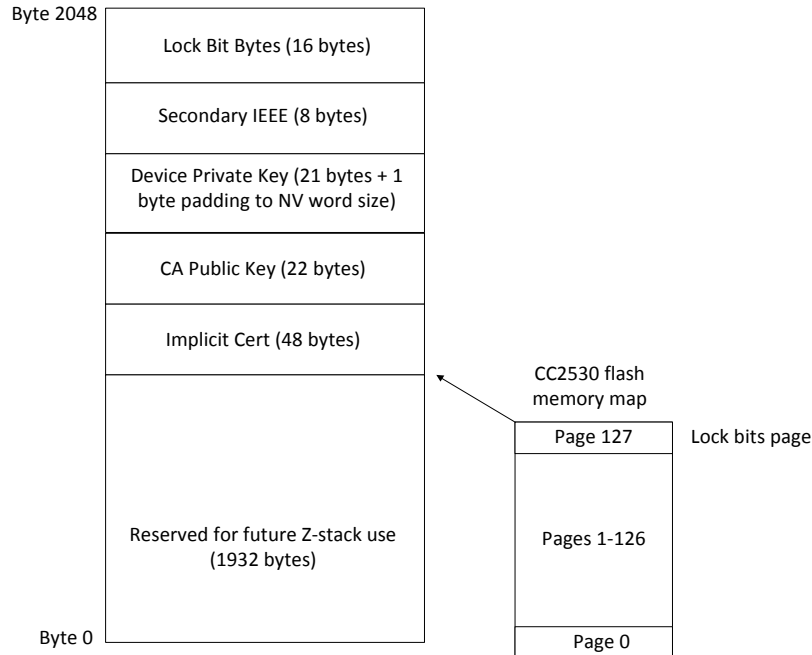 Byte 2048
Lock Bit Bytes (16 bytes)
Secondary IEEE (8 bytes)
Device Private Key (21 bytes + 1
byte padding to NV word size)
CA Public Key (22 bytes)
Implicit Cert (48 bytes)
Reserved for future Z-stack use
(1932 bytes)
Byte 0
CC2530 flash
memory map
Page 127
Lock bits page
Pages 1-126
Page 0